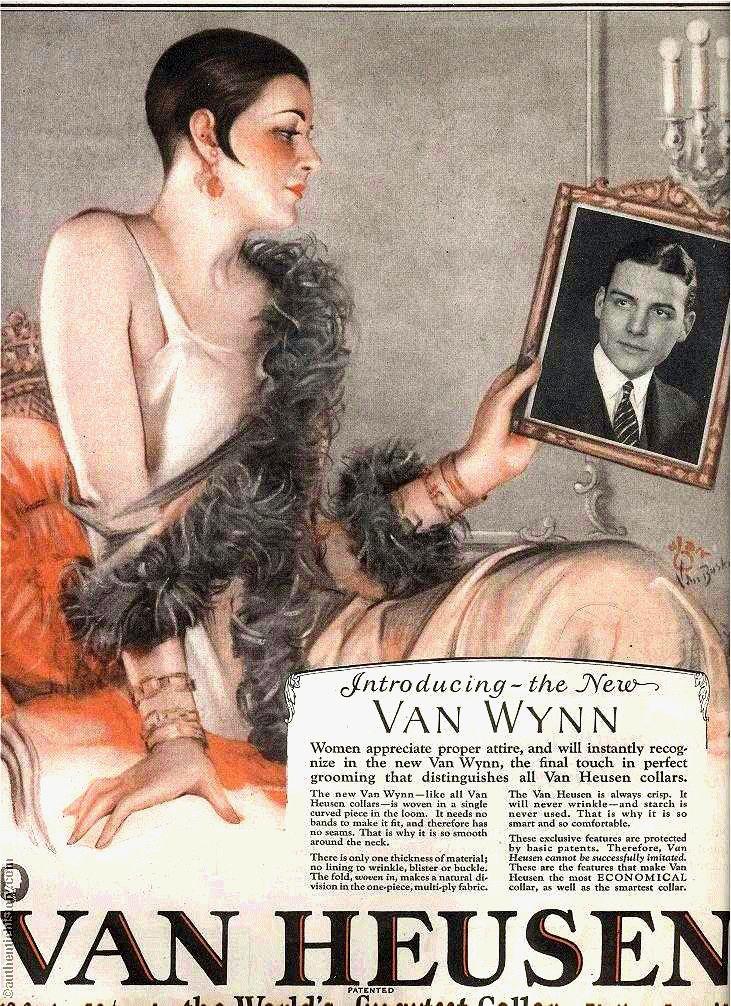 Introducing - the New
VAN WYNN
Women appreciate proper attire, and will instantly recog-
nize in the new Van Wynn, the final touch in perfect
grooming that distinguishes all Van Heusen collars.
The new Van Wynn—like all Van
Heusen collars—is woven in a single
curved piece in the loom. It needs no
bands to make it fit, and therefore has
no seams. That is why it is so smooth
around the neck.
There is only one thickness of material;
no lining to wrinkle, blister or buckle.
The fold, woven in, makes a natural di-
vision in the one-piece, multi-ply fabric.
The Van Heusen is always crisp. It
will never wrinkle—and starch is
never used. That is why it is so
smart and so comfortable.
These exclusive features are protected
by basic patents. Therefore, Van
Heusen cannot be successfully imitated.
These are the features that make Van
Heusen the most ECONOMICAL
collar, as well as the smartest collar.
VAN HEUSEN
PATENTED
the World's Smartest Collar
©authentichistory.com